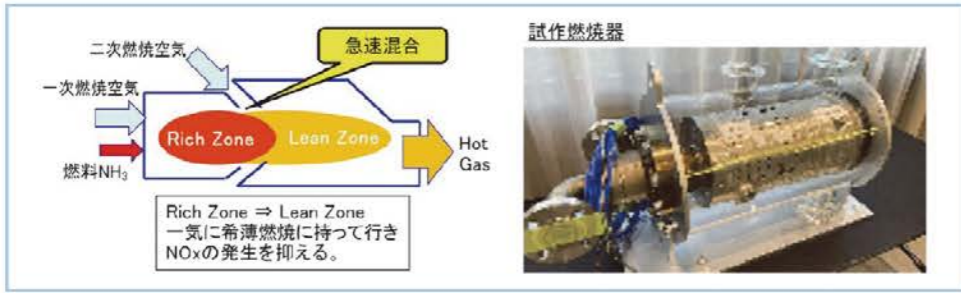 二次燃焼空気
急速混合
一次燃焼空気
Rich Zone
Lean Zone
燃料NH₃
Hot
Gas
Rich Zone ⇒ Lean Zone
一気に希薄燃焼に持って行き
NOxの発生を抑える。
試作燃焼器